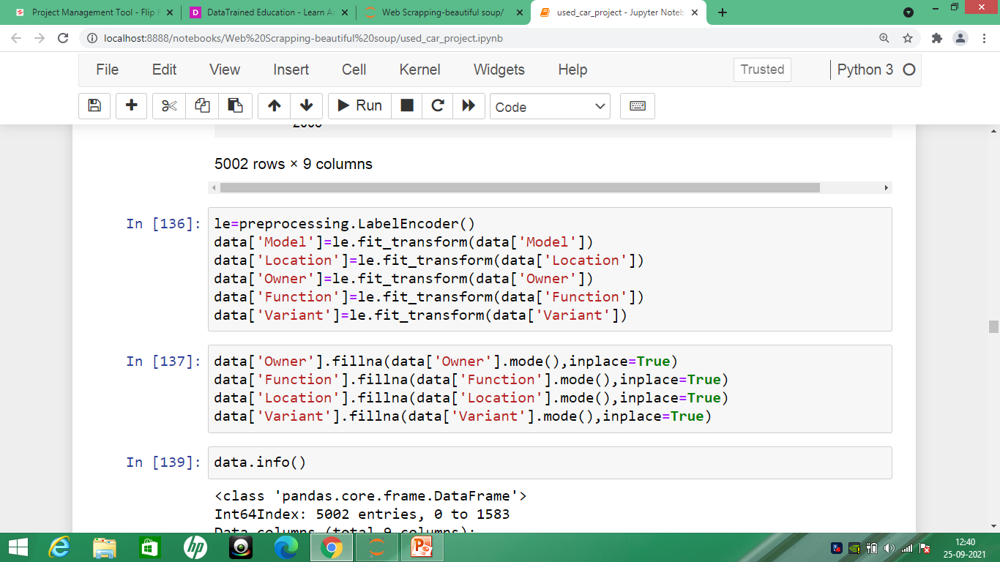 Project Management Tool - Flip F
DataTrained Education - Learn A
Web Scrapping-beautiful soup/
used_car_project - Jupyter Noteb
localhost:8888/notebooks/Web%20Scrapping-beautiful%20soup/used_car_project.ipynb
File Edit View Insert Cell Kernel Widgets Help Trusted Python 3
Run Code
5002 rows × 9 columns
In [136]: le=preprocessing.LabelEncoder()
data['Model']=le.fit_transform(data['Model'])
data['Location']=le.fit_transform(data['Location'])
data['Owner']=le.fit_transform(data['Owner'])
data['Function']=le.fit_transform(data['Function'])
data['Variant']=le.fit_transform(data['Variant'])
In [137]: data['Owner'].fillna(data['Owner'].mode(),inplace=True)
data['Function'].fillna(data['Function'].mode(),inplace=True)
data['Location'].fillna(data['Location'].mode(),inplace=True)
data['Variant'].fillna(data['Variant'].mode(),inplace=True)
In [139]: data.info()
<class 'pandas.core.frame.DataFrame'>
Int64Index: 5002 entries, 0 to 1583
Data columns (total 9 columns):
12:40
25-09-2021